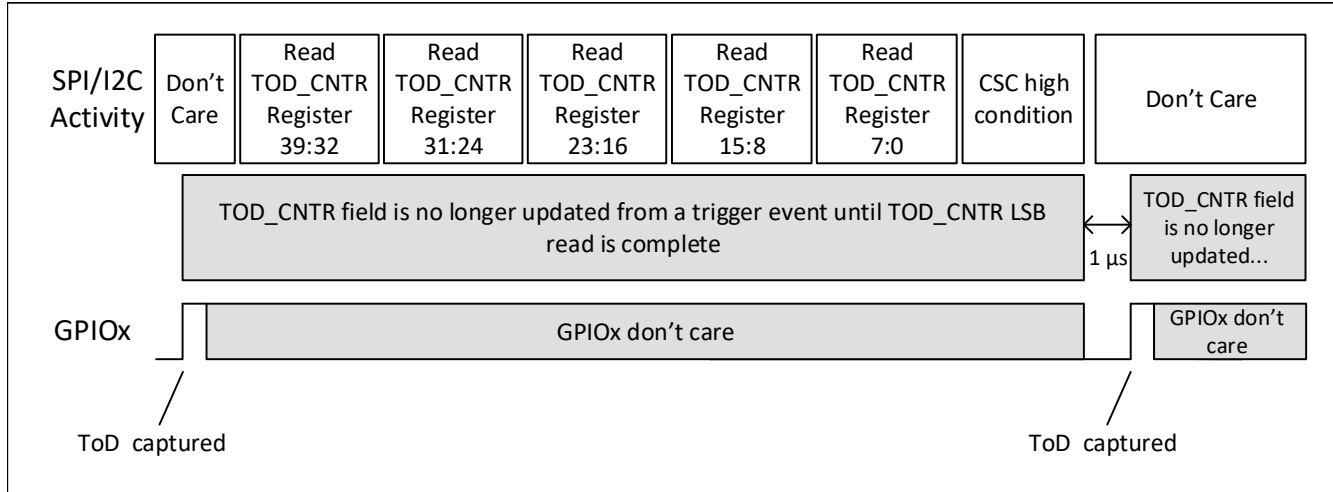 SPI/I2C
Activity
Don't
Care
Read
TOD_CNTR
Register
39:32
Read
TOD_CNTR
Register
31:24
Read
TOD_CNTR
Register
23:16
Read
TOD_CNTR
Register
15:8
Read
TOD_CNTR
Register
7:0
CSC high
condition
Don't Care
TOD_CNTR field is no longer updated from a trigger event until TOD_CNTR LSB
read is complete
1 µs
TOD_CNTR field
is no longer
updated...
GPIOx
GPIOx don't care
GPIOx don't
care
ToD captured
ToD captured